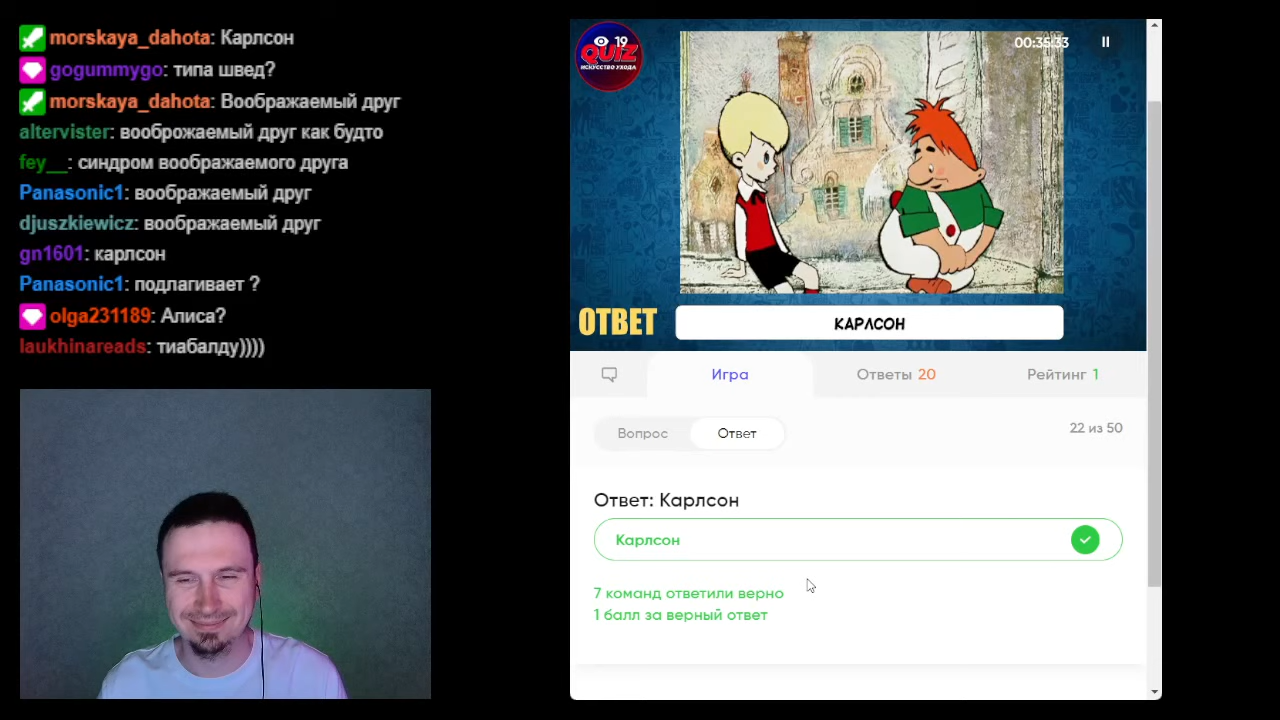 morskaya_dahota: Карлсон
gogummygo: типа швед?
morskaya_dahota: Воображаемый друг
altervister: вооброжаемый друг как будто
fey__: синдром воображаемого друга
Panasonic1: воображаемый друг
djuszkiewicz: воображаемый друг
gn1601: карлсон
Panasonic1: подлагивает ?
olga231189: Алиса?
laukhinareads: тиабалду))))
19
QUIZ
ИСКУССТВО УХОДА
00:35:33
ОТВЕТ
КАРЛСОН
Игра
Ответы 20
Рейтинг 1
Вопрос
Ответ
22 из 50
Ответ: Карлсон
Карлсон
7 команд ответили верно
1 балл за верный ответ